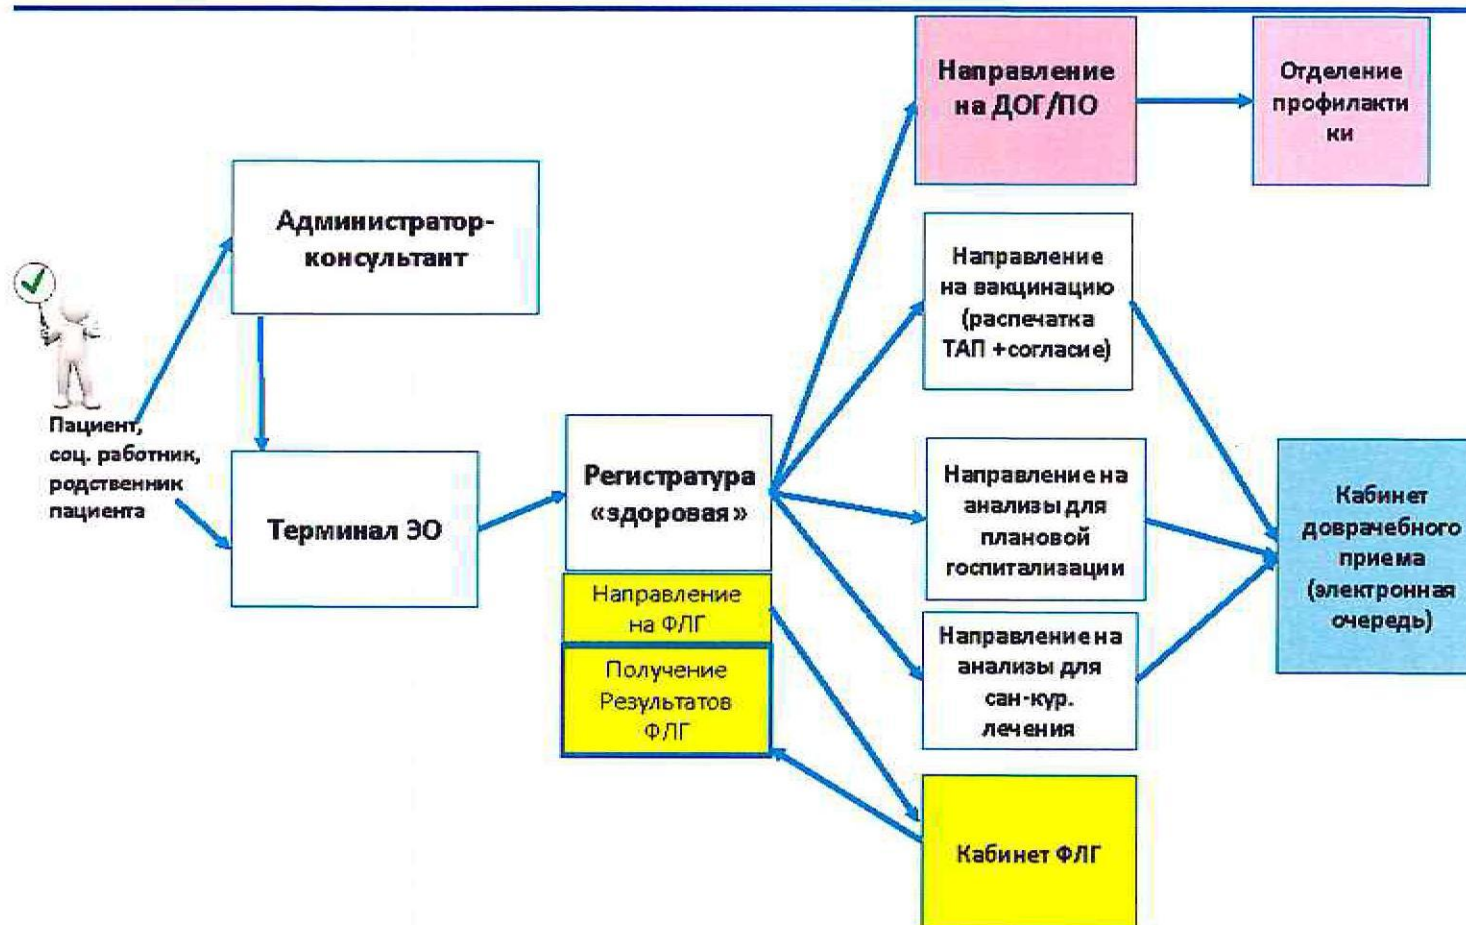 Направление
на ДОГ/ПО
Отделение
профилакти
ки
Администратор-
консультант
Направление
на вакцинацию
(распечатка
ТАП +согласие)
Пациент,
соц. работник,
родственник
пациента
Терминал ЭО
Регистратура
«здоровая»
Направление на
анализы для
плановой
госпитализации
Кабинет
доврачебного
приема
(электронная
очередь)
Направление
на ФЛГ
Получение
Результатов
ФЛГ
Направление на
анализы для
сан-кур.
лечения
Кабинет ФЛГ